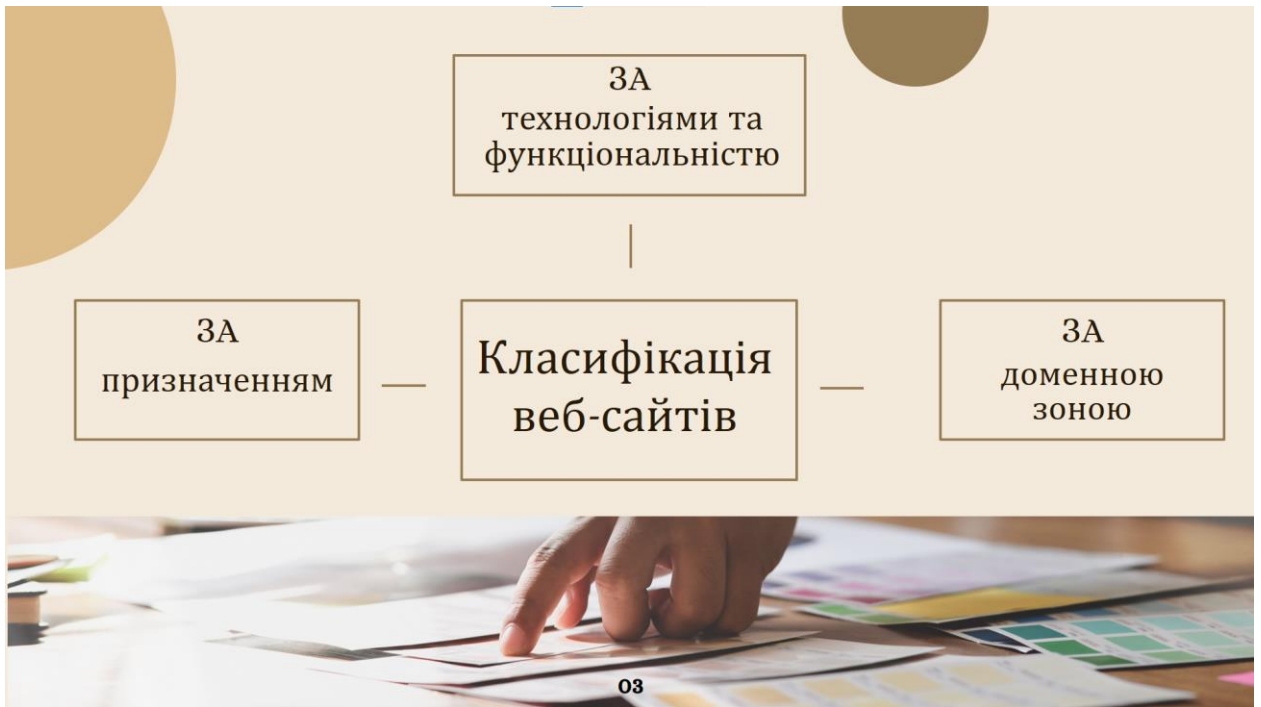 ЗА
технологіями та
функціональністю
ЗА
призначенням
Класифікація
веб-сайтів
ЗА
доменною
зоною
03